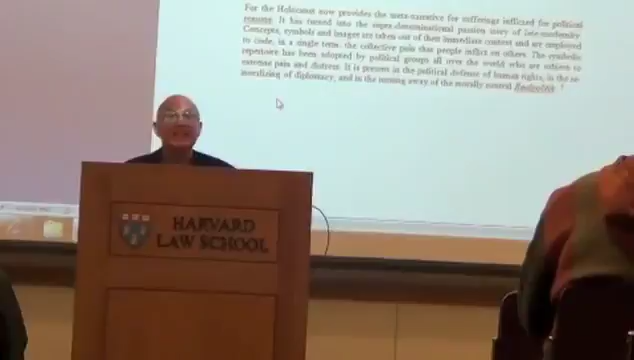 For the Holocaust now provides the meta-narrative for sufferings inflicted for political
reasons. It has turned into the supra-denominational passion story of late-modernity.
Concepts, symbols and images are taken out of their immediate context and are employed
to code, in a single term, the collective pain that people inflict on others. The symbolic
repertoire has been adopted by political groups all over the world who are subject to
extreme pain and distress. It is present in the political defense of human rights, in the
moralizing of diplomacy, and in the turning away of the morally neutral Realpolitik.
HARVARD
LAW SCHOOL